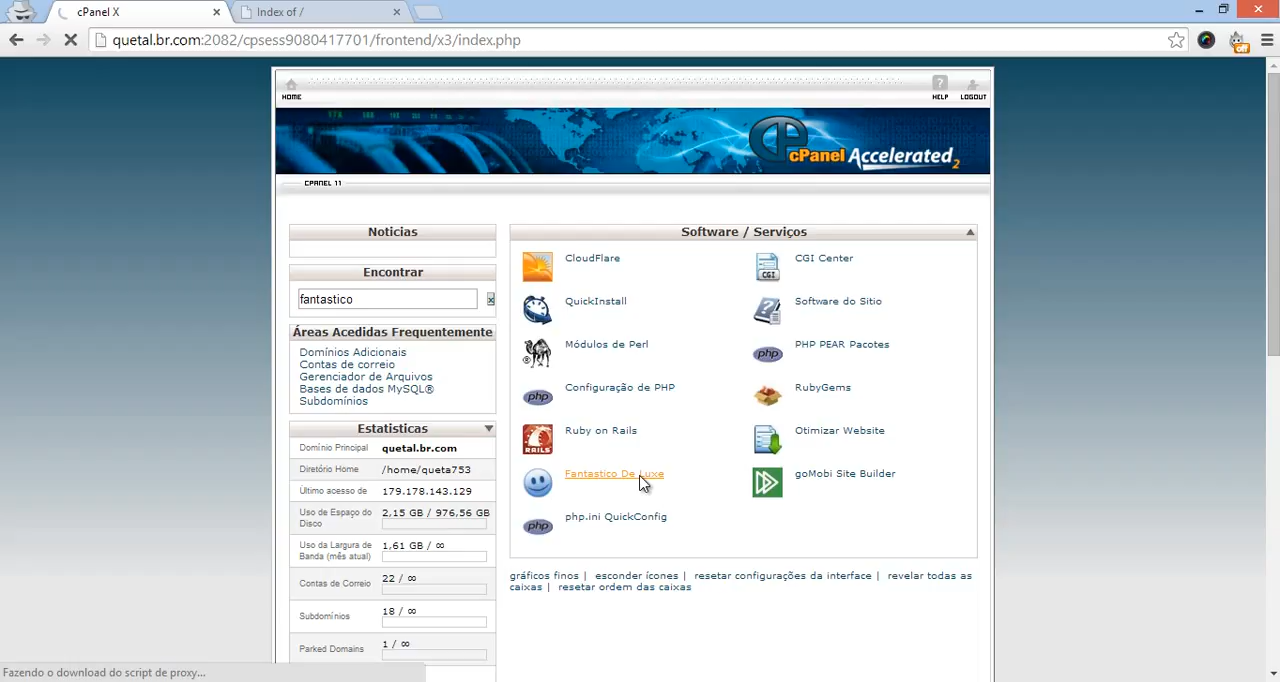 cPanel X
Index of /
quetal.br.com:2082/cpsess9080417701/frontend/x3/index.php
off
HOME
HELP
LOGOUT
cPanel Accelerated2
CPANEL 11
Noticias
Encontrar
fantastico
x
Áreas Acedidas Frequentemente
Domínios Adicionais
Contas de correio
Gerenciador de Arquivos
Bases de dados MySQL®
Subdomínios
Estatisticas
Domínio Principal quetal.br.com
Diretório Home /home/queta753
Último acesso de 179.178.143.129
Uso de Espaço do Disco 2,15 GB / 976,56 GB
Uso da Largura de Banda (mês atual) 1,61 GB / ∞
Contas de Correio 22 / ∞
Subdomínios 18 / ∞
Parked Domains 1 / ∞
Software / Serviços
CloudFlare
CGI Center
CGI
QuickInstall
Software do Sitio
Módulos de Perl
PHP PEAR Pacotes
php
Configuração de PHP
php
RubyGems
Ruby on Rails
RAILS
Otimizar Website
Fantastico De Luxe
goMobi Site Builder
php.ini QuickConfig
php
gráficos finos | esconder ícones | resetar configurações da interface | revelar todas as
caixas | resetar ordem das caixas
Fazendo o download do script de proxy...